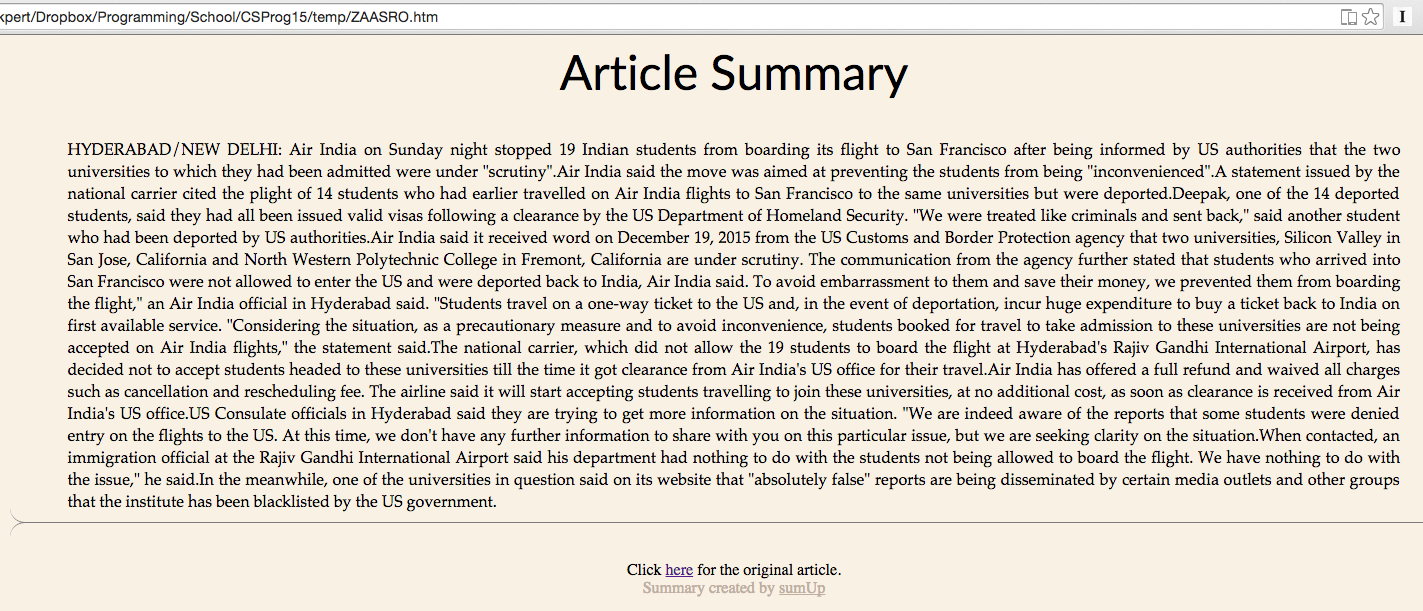 xpert/Dropbox/Programming/School/CSProg15/temp/ZAASRO.htm
Article Summary
HYDERABAD/NEW DELHI: Air India on Sunday night stopped 19 Indian students from boarding its flight to San Francisco after being informed by US authorities that the two
universities to which they had been admitted were under "scrutiny".Air India said the move was aimed at preventing the students from being "inconvenienced".A statement issued by the
national carrier cited the plight of 14 students who had earlier travelled on Air India flights to San Francisco to the same universities but were deported.Deepak, one of the 14 deported
students, said they had all been issued valid visas following a clearance by the US Department of Homeland Security. "We were treated like criminals and sent back," said another student
who had been deported by US authorities.Air India said it received word on December 19, 2015 from the US Customs and Border Protection agency that two universities, Silicon Valley in
San Jose, California and North Western Polytechnic College in Fremont, California are under scrutiny. The communication from the agency further stated that students who arrived into
San Francisco were not allowed to enter the US and were deported back to India, Air India said. To avoid embarrassment to them and save their money, we prevented them from boarding
the flight," an Air India official in Hyderabad said. "Students travel on a one-way ticket to the US and, in the event of deportation, incur huge expenditure to buy a ticket back to India on
first available service. "Considering the situation, as a precautionary measure and to avoid inconvenience, students booked for travel to take admission to these universities are not being
accepted on Air India flights," the statement said.The national carrier, which did not allow the 19 students to board the flight at Hyderabad's Rajiv Gandhi International Airport, has
decided not to accept students headed to these universities till the time it got clearance from Air India's US office for their travel.Air India has offered a full refund and waived all charges
such as cancellation and rescheduling fee. The airline said it will start accepting students travelling to join these universities, at no additional cost, as soon as clearance is received from Air
India's US office.US Consulate officials in Hyderabad said they are trying to get more information on the situation. "We are indeed aware of the reports that some students were denied
entry on the flights to the US. At this time, we don't have any further information to share with you on this particular issue, but we are seeking clarity on the situation.When contacted, an
immigration official at the Rajiv Gandhi International Airport said his department had nothing to do with the students not being allowed to board the flight. We have nothing to do with
the issue," he said.In the meanwhile, one of the universities in question said on its website that "absolutely false" reports are being disseminated by certain media outlets and other groups
that the institute has been blacklisted by the US government.
Click here for the original article.
Summary created by sumUp